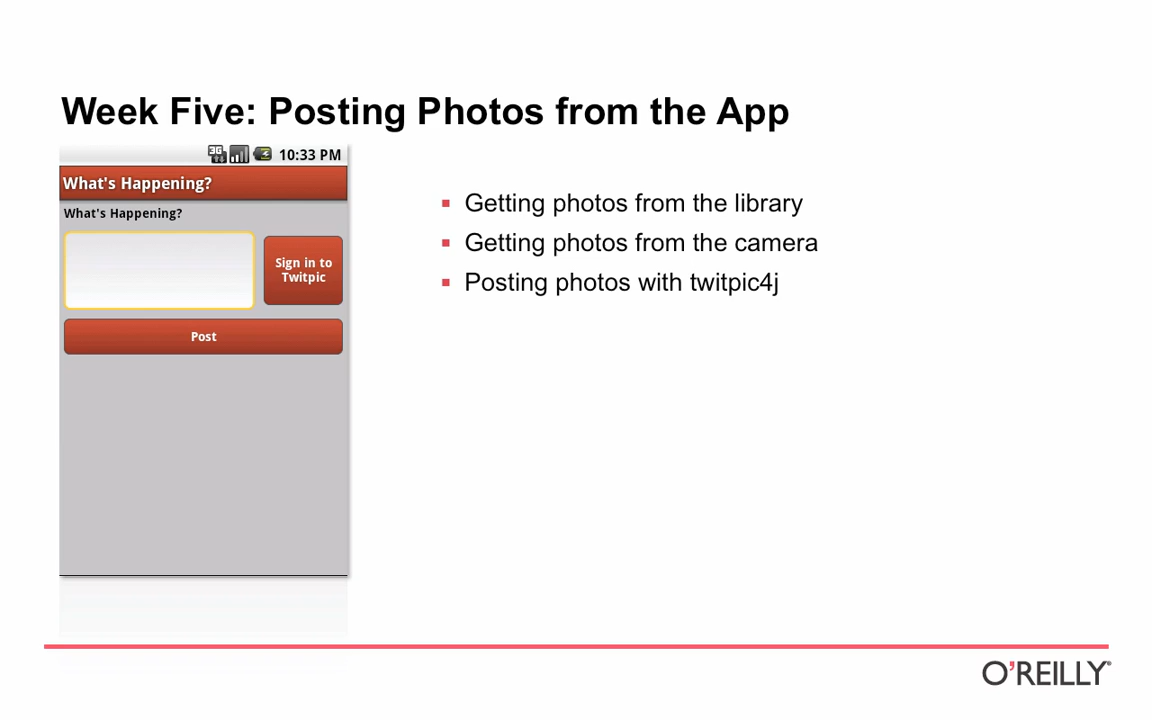 Week Five: Posting Photos from the App
3G 10:33 PM
What's Happening?
What's Happening?
Sign in to
Twitpic
Post
Getting photos from the library
Getting photos from the camera
Posting photos with twitpic4j
O'REILLY®